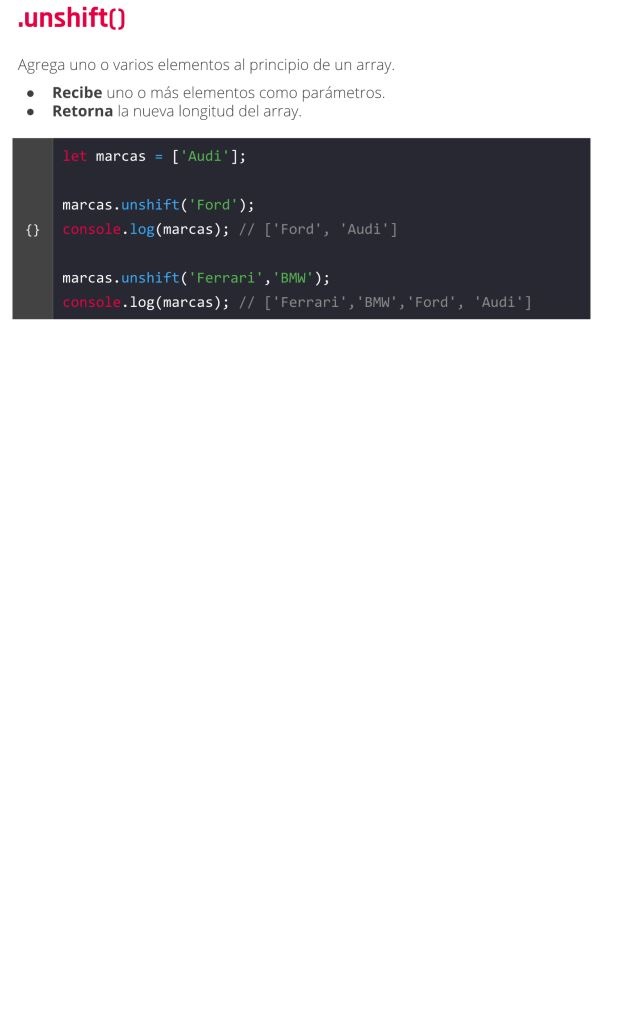 .unshift()
Agrega uno o varios elementos al principio de un array.
● Recibe uno o más elementos como parámetros.
● Retorna la nueva longitud del array.
let marcas = ['Audi'];
marcas.unshift('Ford');
{}
console.log(marcas); // ['Ford', 'Audi']
marcas.unshift('Ferrari','BMW');
console.log(marcas); // ['Ferrari','BMW','Ford', 'Audi']